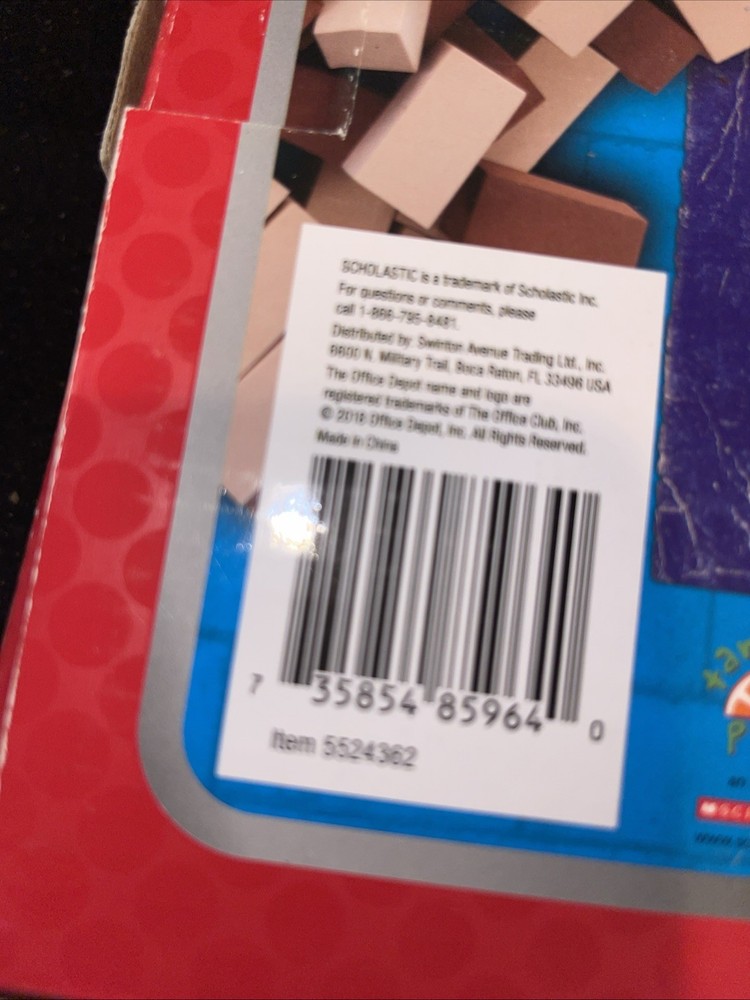 SCHOLASTIC is a trademark of Scholastic Inc.
For questions or comments, please
call 1-866-795-8481.
Distributed by: Swinton Avenue Trading Ltd., Inc.
6600 N. Military Trail, Boca Raton, FL 33496 USA
The Office Depot name and logo are
registered trademarks of The Office Club, Inc.
© 2016 Office Depot, Inc. All Rights Reserved.
Made in China
7 35854 85964 0
Item 5524362